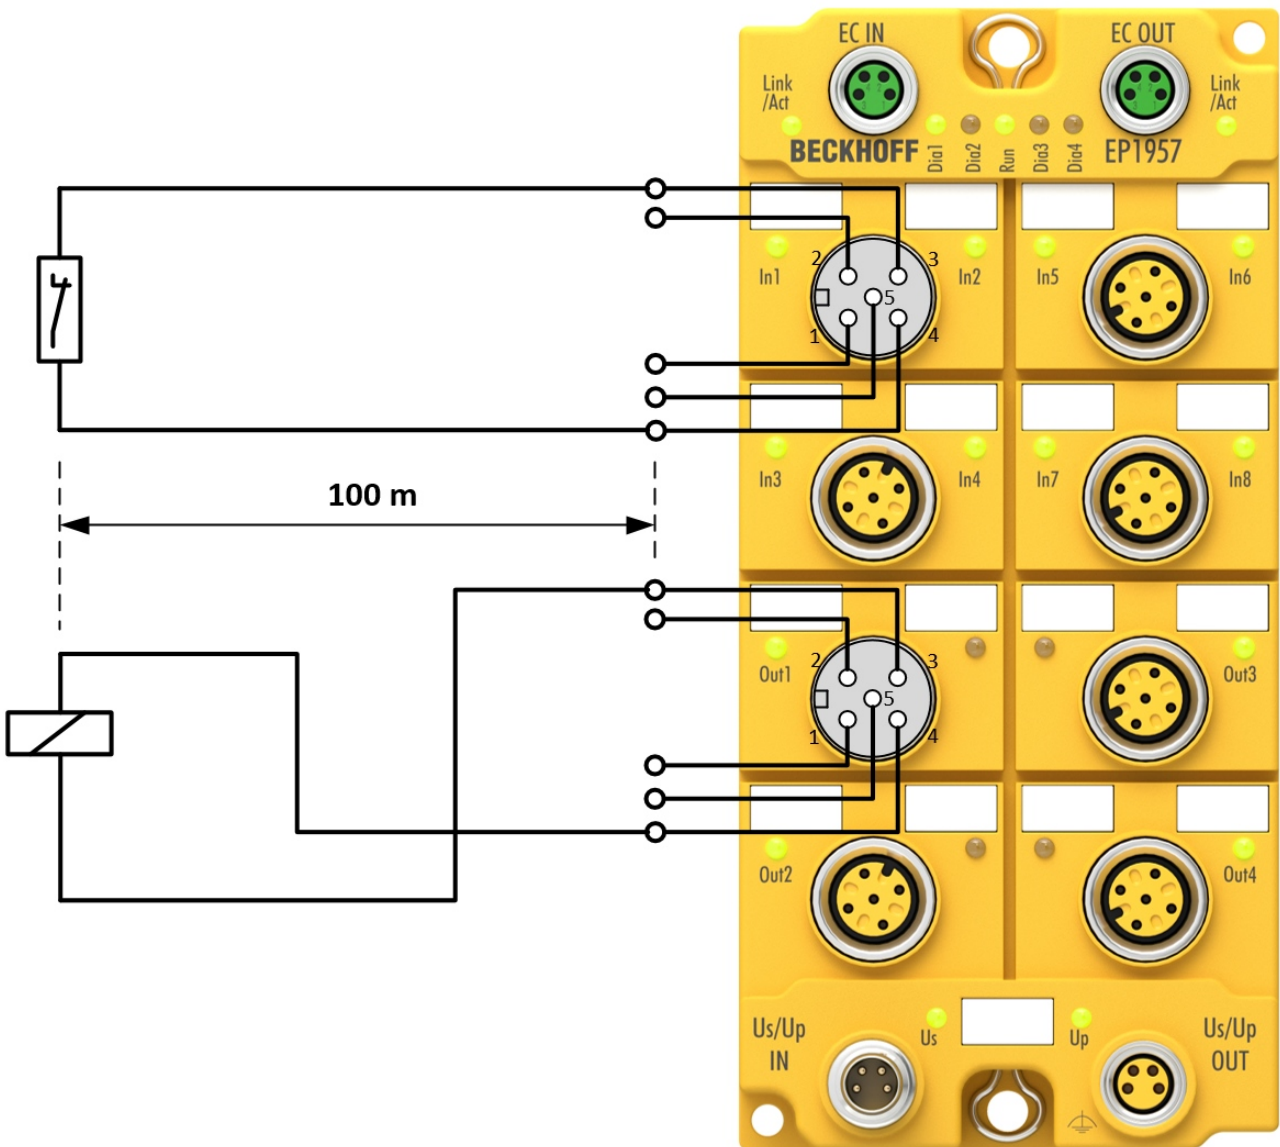 EC IN
EC OUT
Link
/Act
Link
/Act
BECKHOFF
Dia1
Dia2
Run
Dia3
Dia4
EP1957
In1
2
3
In2
In5
In6
5
1
4
In3
In4
In7
In8
100 m
Out1
2
3
Out3
5
1
4
Out2
Out4
Us/Up
IN
Us
Up
Us/Up
OUT